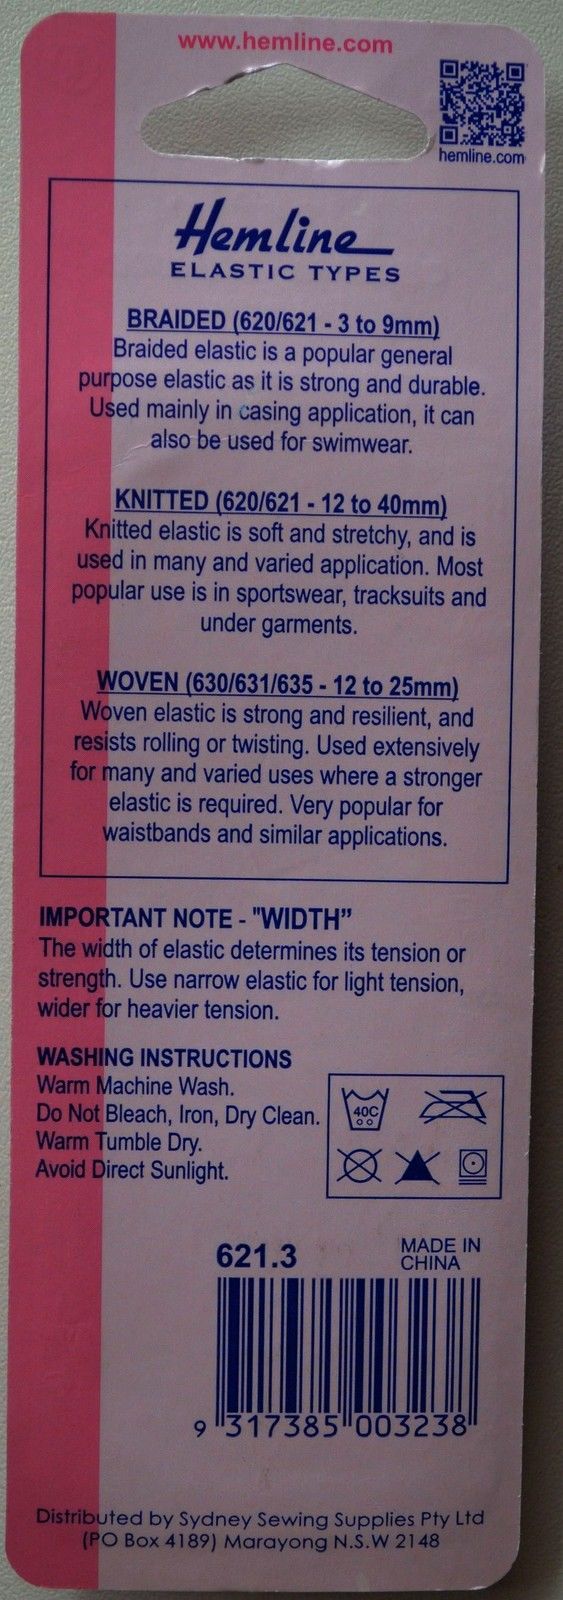 www.hemline.com
hemline.com
Hemline
ELASTIC TYPES
BRAIDED (620/621 - 3 to 9mm)
Braided elastic is a popular general
purpose elastic as it is strong and durable.
Used mainly in casing application, it can
also be used for swimwear.
KNITTED (620/621 - 12 to 40mm)
Knitted elastic is soft and stretchy, and is
used in many and varied application. Most
popular use is in sportswear, tracksuits and
under garments.
WOVEN (630/631/635 - 12 to 25mm)
Woven elastic is strong and resilient, and
resists rolling or twisting. Used extensively
for many and varied uses where a stronger
elastic is required. Very popular for
waistbands and similar applications.
IMPORTANT NOTE - "WIDTH”
The width of elastic determines its tension or
strength. Use narrow elastic for light tension,
wider for heavier tension.
WASHING INSTRUCTIONS
Warm Machine Wash.
Do Not Bleach, Iron, Dry Clean.
Warm Tumble Dry.
Avoid Direct Sunlight.
40C
621.3
MADE IN
CHINA
9 317385 003238
Distributed by Sydney Sewing Supplies Pty Ltd
(PO Box 4189) Marayong N.S.W 2148